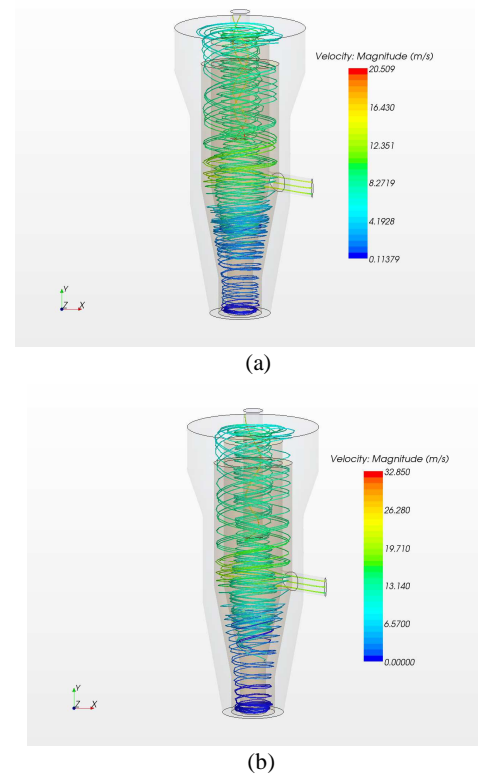 Velocity: Magnitude (m/s)
20.509
16.430
12.351
8.2719
4.1928
0.11379
Y
Z X
(a)
Velocity: Magnitude (m/s)
32.850
26.280
19.710
13.140
6.5700
0.00000
Y
Z X
(b)